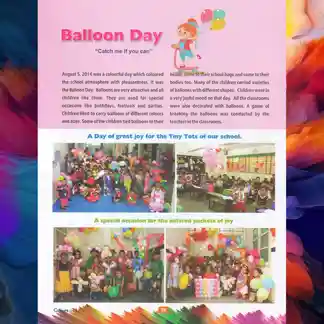 Balloon Day
"Catch me if you can"
August 5, 2014 was a colourful day which coloured
the school atmosphere with pleasantness. It was
the Balloon Day. Balloons are very attractive and all
children like them. They are used for special
occasions like birthdays, festivals and parties.
Children liked to carry balloons of different colours
and sizes. Some of the children tied balloons to their
heads, some to their school bags and some to their
bodies too. Many of the children carried varieties
of balloons with different shapes. Children were in
a very joyful mood on that day. All the classrooms
were also decorated with balloons. A game of
breaking the balloons was conducted by the
teachers in the classrooms.
A Day of great joy for the Tiny Tots of our school.
A special occasion for the beloved pockets of joy